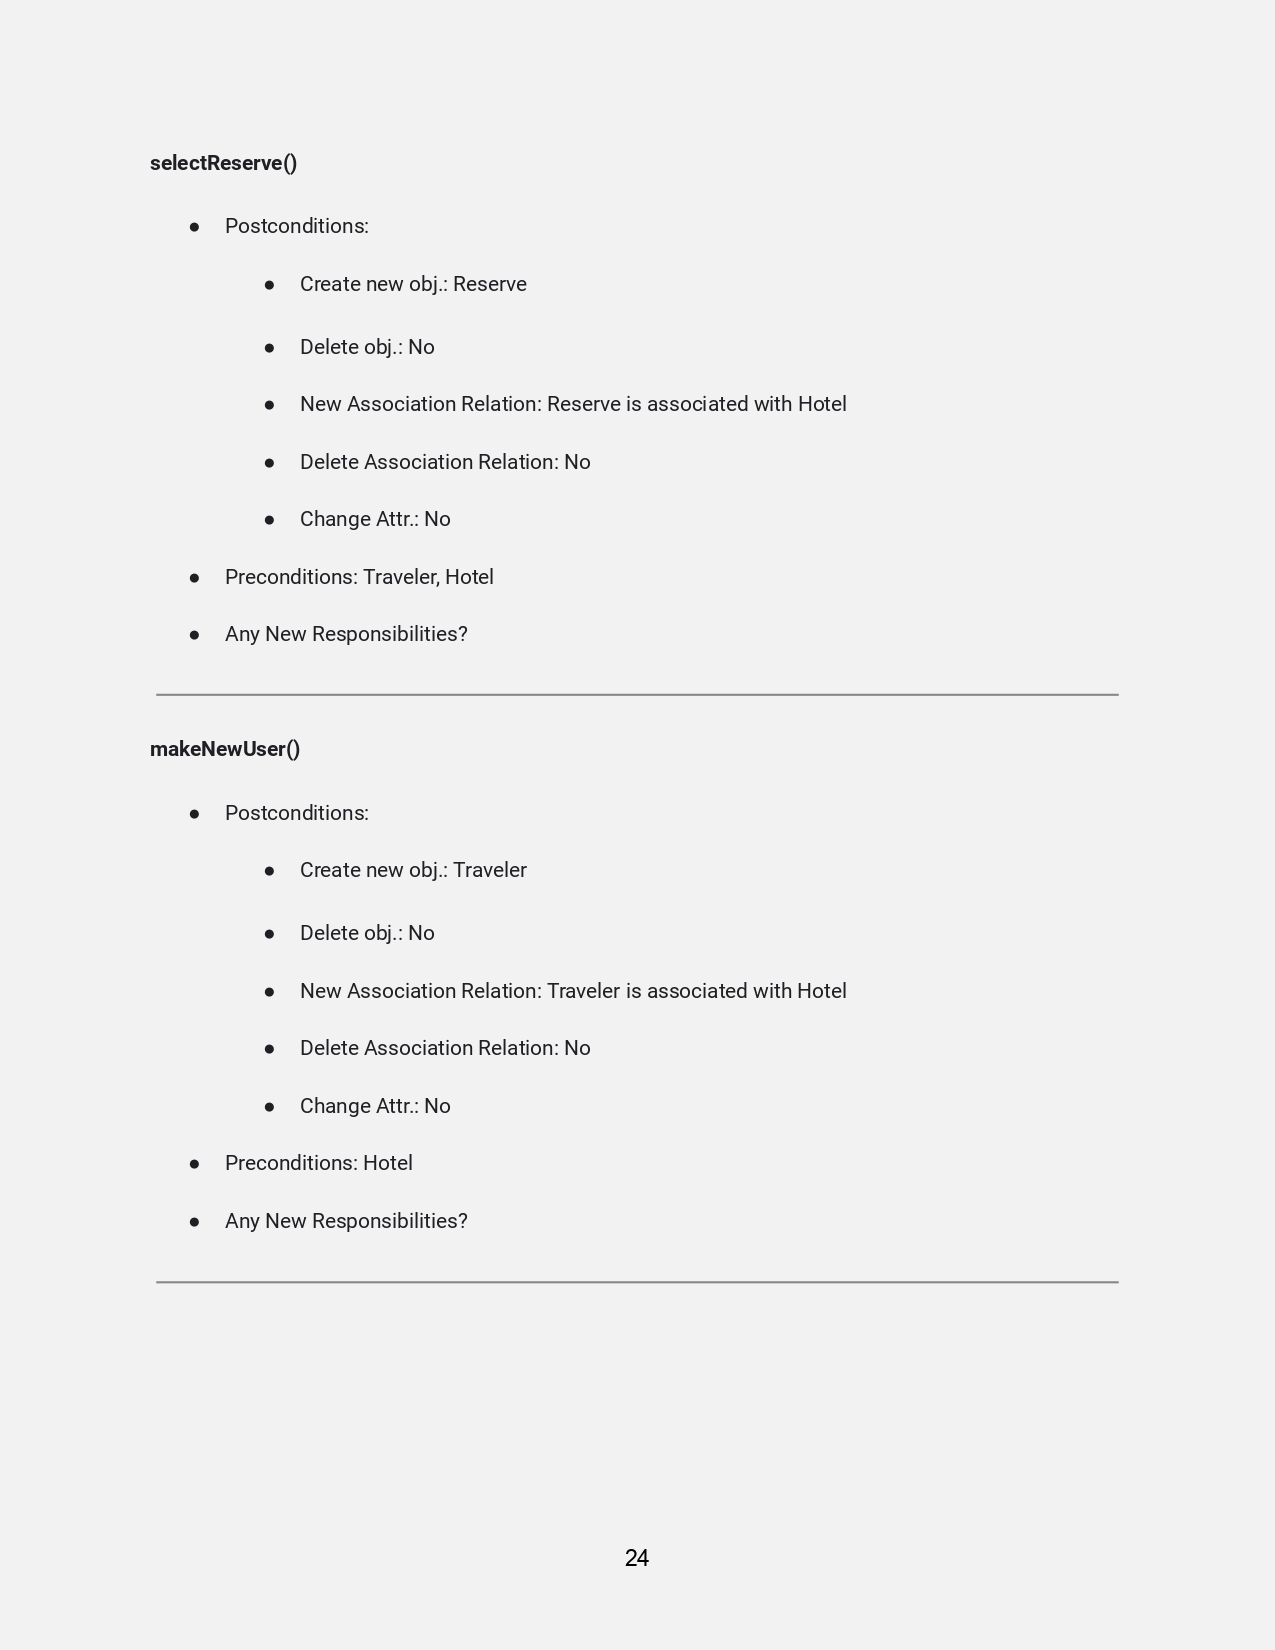 selectReserve()
● Postconditions:
● Create new obj.: Reserve
● Delete obj.: No
● New Association Relation: Reserve is associated with Hotel
● Delete Association Relation: No
● Change Attr.: No
● Preconditions: Traveler, Hotel
● Any New Responsibilities?
makeNewUser()
● Postconditions:
● Create new obj.: Traveler
● Delete obj.: No
● New Association Relation: Traveler is associated with Hotel
● Delete Association Relation: No
● Change Attr.: No
● Preconditions: Hotel
● Any New Responsibilities?
24